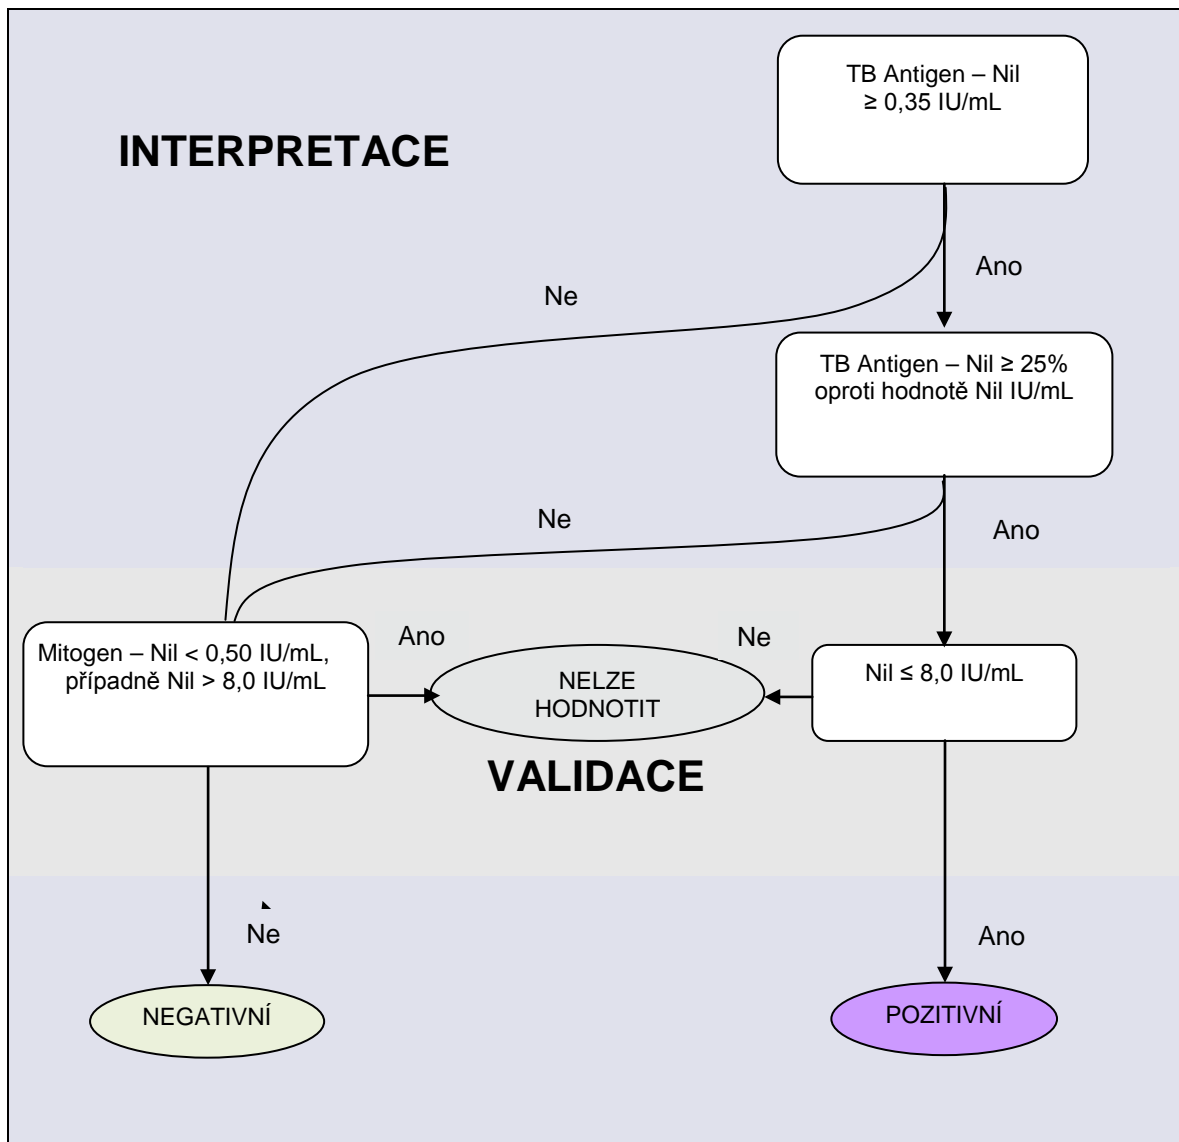 TB Antigen – Nil
≥ 0,35 IU/mL
INTERPRETACE
Ano
Ne
TB Antigen – Nil ≥ 25%
oproti hodnotě Nil IU/mL
Ne
Ano
Mitogen – Nil < 0,50 IU/mL,
případně Nil > 8,0 IU/mL
Ano
NELZE
HODNOTIT
Ne
Nil ≤ 8,0 IU/mL
VALIDACE
Ne
Ano
NEGATIVNÍ
POZITIVNÍ